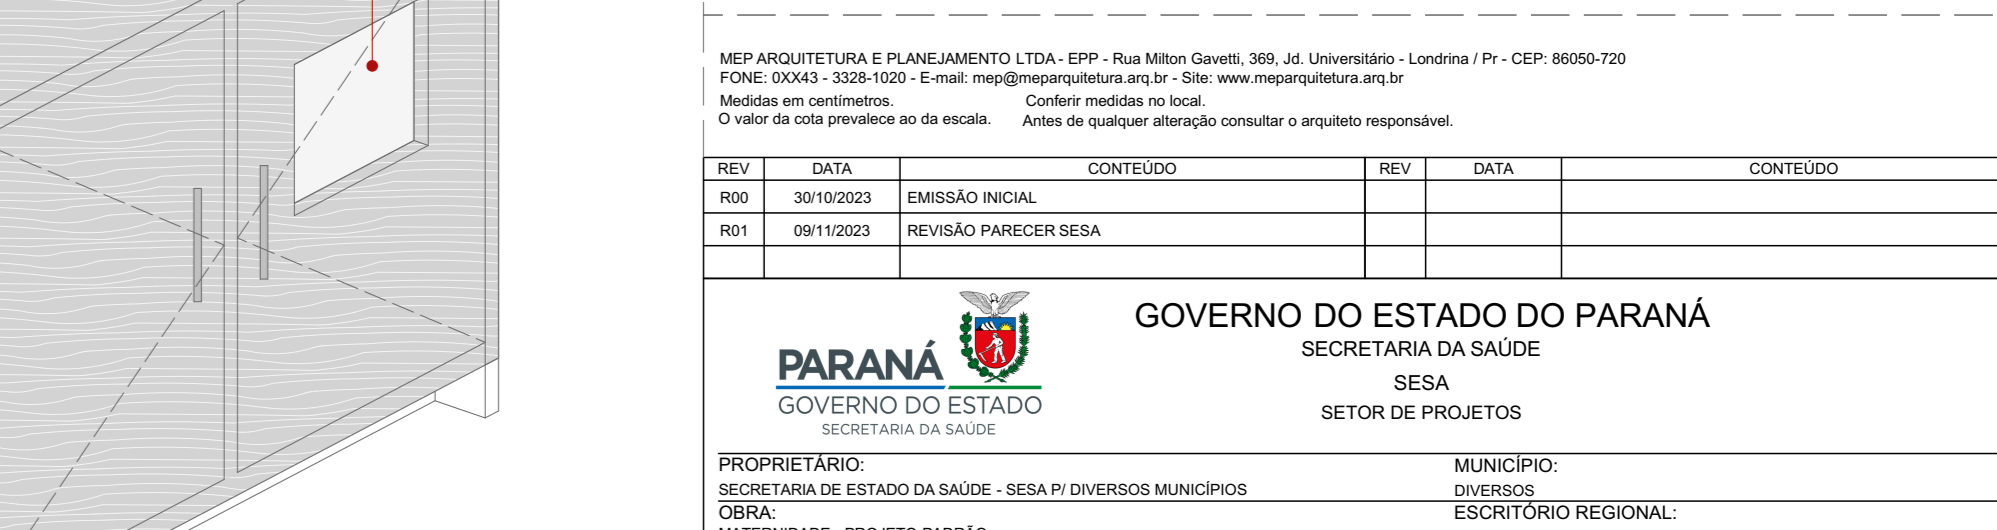 MEP ARQUITETURA E PLANEJAMENTO LTDA - EPP - Rua Milton Gavetti, 369, Jd. Universitário - Londrina / Pr - CEP: 86050-720
FONE: 0XX43 - 3328-1020 - E-mail: mep@meparquitetura.arq.br - Site: www.meparquitetura.arq.br
Medidas em centímetros. Conferir medidas no local.
O valor da cota prevalece ao da escala. Antes de qualquer alteração consultar o arquiteto responsável.
REV DATA CONTEÚDO REV DATA CONTEÚDO
R00 30/10/2023 EMISSÃO INICIAL
R01 09/11/2023 REVISÃO PARECER SESA
PARANÁ
GOVERNO DO ESTADO
SECRETARIA DA SAÚDE
GOVERNO DO ESTADO DO PARANÁ
SECRETARIA DA SAÚDE
SESA
SETOR DE PROJETOS
PROPRIETÁRIO: MUNICÍPIO:
SECRETARIA DE ESTADO DA SAÚDE - SESA P/ DIVERSOS MUNICÍPIOS DIVERSOS
OBRA: ESCRITÓRIO REGIONAL:
MATERNIDADE - PROJETO PADRÃO